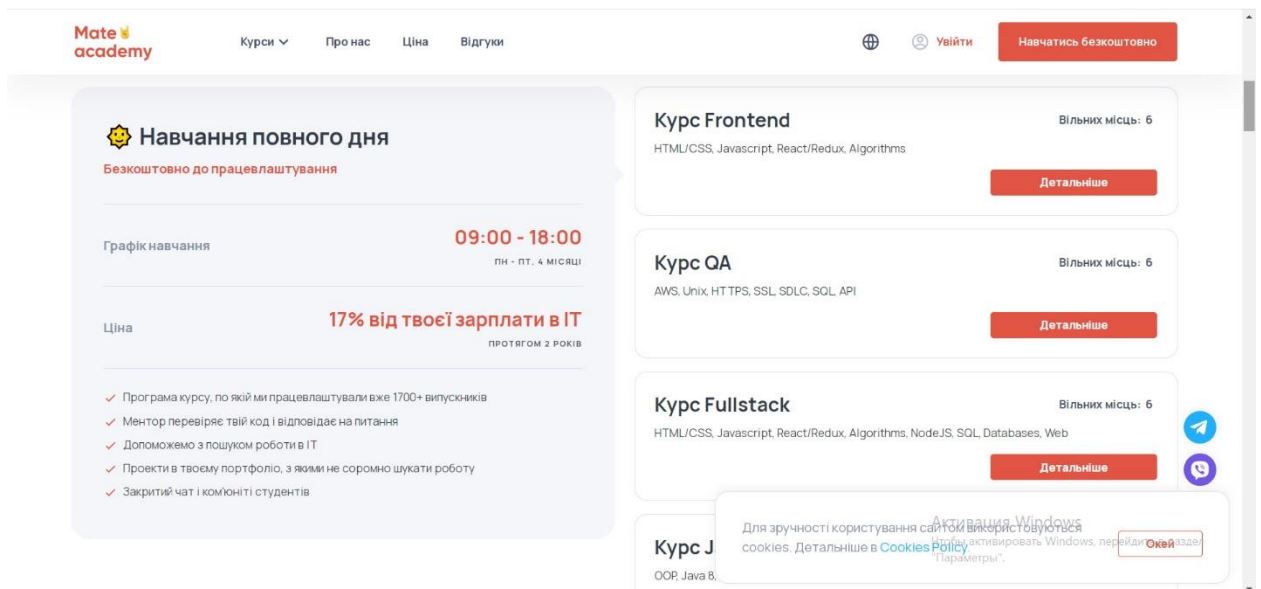 Mate
academy
Курси
Про нас
Ціна
Відгуки
Увійти
Навчатись безкоштовно
Навчання повного дня
Безкоштовно до працевлаштування
Графік навчання
09:00 - 18:00
ПН - ПТ, 4 МІСЯЦІ
Ціна
17% від твоєї зарплати в ІТ
ПРОТЯГОМ 2 РОКІВ
Програма курсу, по якій ми працевлаштували вже 1700+ випускників
Ментор перевіряє твій код і відповідає на питання
Допоможемо з пошуком роботи в ІТ
Проекти в твоєму портфоліо, з якими не соромно шукати роботу
Закритий чат і ком'юніті студентів
Курс Frontend
Вільних місць: 6
HTML/CSS, Javascript, React/Redux, Algorithms
Детальніше
Курс QA
Вільних місць: 6
AWS, Unix, HTTPS, SSL, SDLC, SQL, API
Детальніше
Курс Fullstack
Вільних місць: 6
HTML/CSS, Javascript, React/Redux, Algorithms, NodeJS, SQL, Databases, Web
Детальніше
Курс J
OOP, Java 8,
Для зручності користування сайтом використовуються
cookies. Детальніше в Cookies Policy.
Окей
Активация Windows
Чтобы активировать Windows, перейдите в раздел
"Параметры".